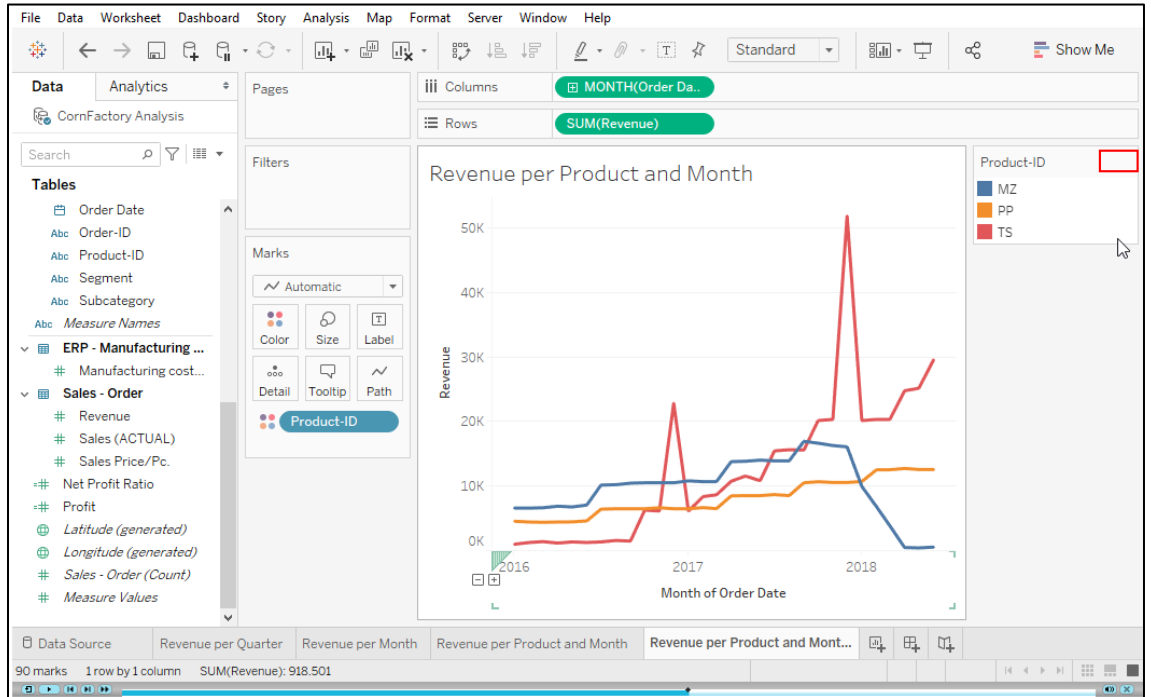 File Data Worksheet Dashboard Story Analysis Map Format Server Window Help
Standard
Show Me
Data Analytics
CornFactory Analysis
Search
Tables
Order Date
Abc Order-ID
Abc Product-ID
Abc Segment
Abc Subcategory
Abc Measure Names
ERP - Manufacturing ...
# Manufacturing cost...
Sales - Order
# Revenue
# Sales (ACTUAL)
# Sales Price/Pc.
=# Net Profit Ratio
=# Profit
Latitude (generated)
Longitude (generated)
# Sales - Order (Count)
# Measure Values
Pages
Filters
Marks
Automatic
Color Size Label
Detail Tooltip Path
Product-ID
Columns MONTH(Order Da..
Rows SUM(Revenue)
Revenue per Product and Month
50K
40K
30K
20K
10K
0K
Revenue
2016 2017 2018
Month of Order Date
Product-ID
MZ
PP
TS
Data Source Revenue per Quarter Revenue per Month Revenue per Product and Month Revenue per Product and Mont...
90 marks 1 row by 1 column SUM(Revenue): 918.501